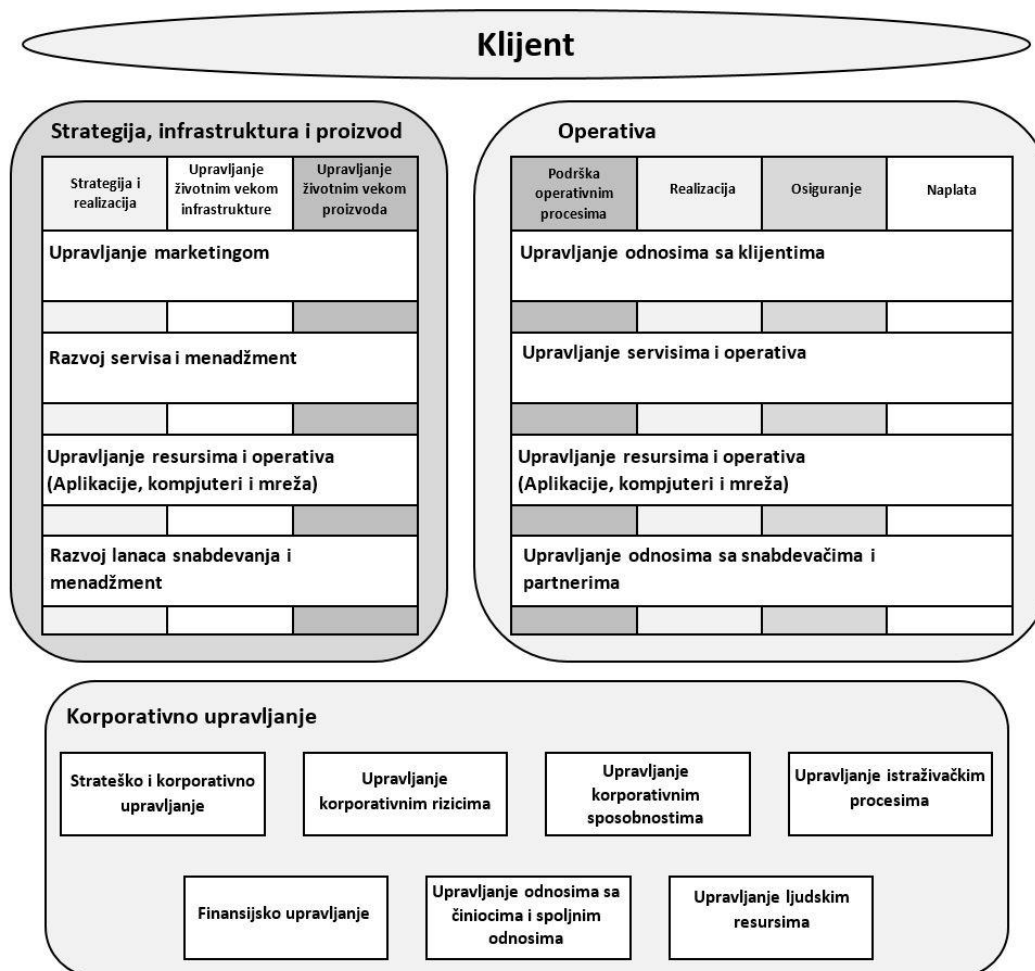 Klijent
Strategija, infrastruktura i proizvod
Strategija i
realizacija
Upravljanje
životnim vekom
infrastrukture
Upravljanje
životnim vekom
proizvoda
Upravljanje marketingom
Razvoj servisa i menadžment
Upravljanje resursima i operativa
(Aplikacije, kompjuteri i mreža)
Razvoj lanaca snabdevanja i
menadžment
Operativa
Podrška
operativnim
procesima
Realizacija
Osiguranje
Naplata
Upravljanje odnosima sa klijentima
Upravljanje servisima i operativa
Upravljanje resursima i operativa
(Aplikacije, kompjuteri i mreža)
Upravljanje odnosima sa snabdevačima i
partnerima
Korporativno upravljanje
Strateško i korporativno
upravljanje
Upravljanje
korporativnim rizicima
Upravljanje
korporativnim
sposobnostima
Upravljanje istraživačkim
procesima
Finansijsko upravljanje
Upravljanje odnosima sa
činiocima i spoljnim
odnosima
Upravljanje ljudskim
resursima